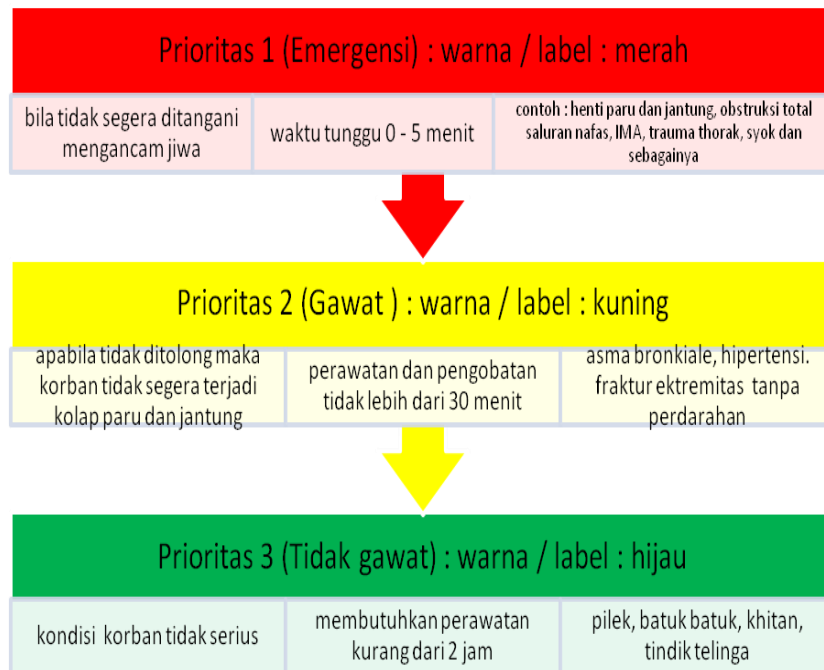 Prioritas 1 (Emergensi) : warna / label : merah
bila tidak segera ditangani
mengancam jiwa
waktu tunggu 0 - 5 menit
contoh : henti paru dan jantung, obstruksi total
saluran nafas, IMA, trauma thorak, syok dan
sebagainya
Prioritas 2 (Gawat ) : warna / label : kuning
apabila tidak ditolong maka
korban tidak segera terjadi
kolap paru dan jantung
perawatan dan pengobatan
tidak lebih dari 30 menit
asma bronkiale, hipertensi.
fraktur ektremitas tanpa
perdarahan
Prioritas 3 (Tidak gawat) : warna / label : hijau
kondisi korban tidak serius
membutuhkan perawatan
kurang dari 2 jam
pilek, batuk batuk, khitan,
tindik telinga